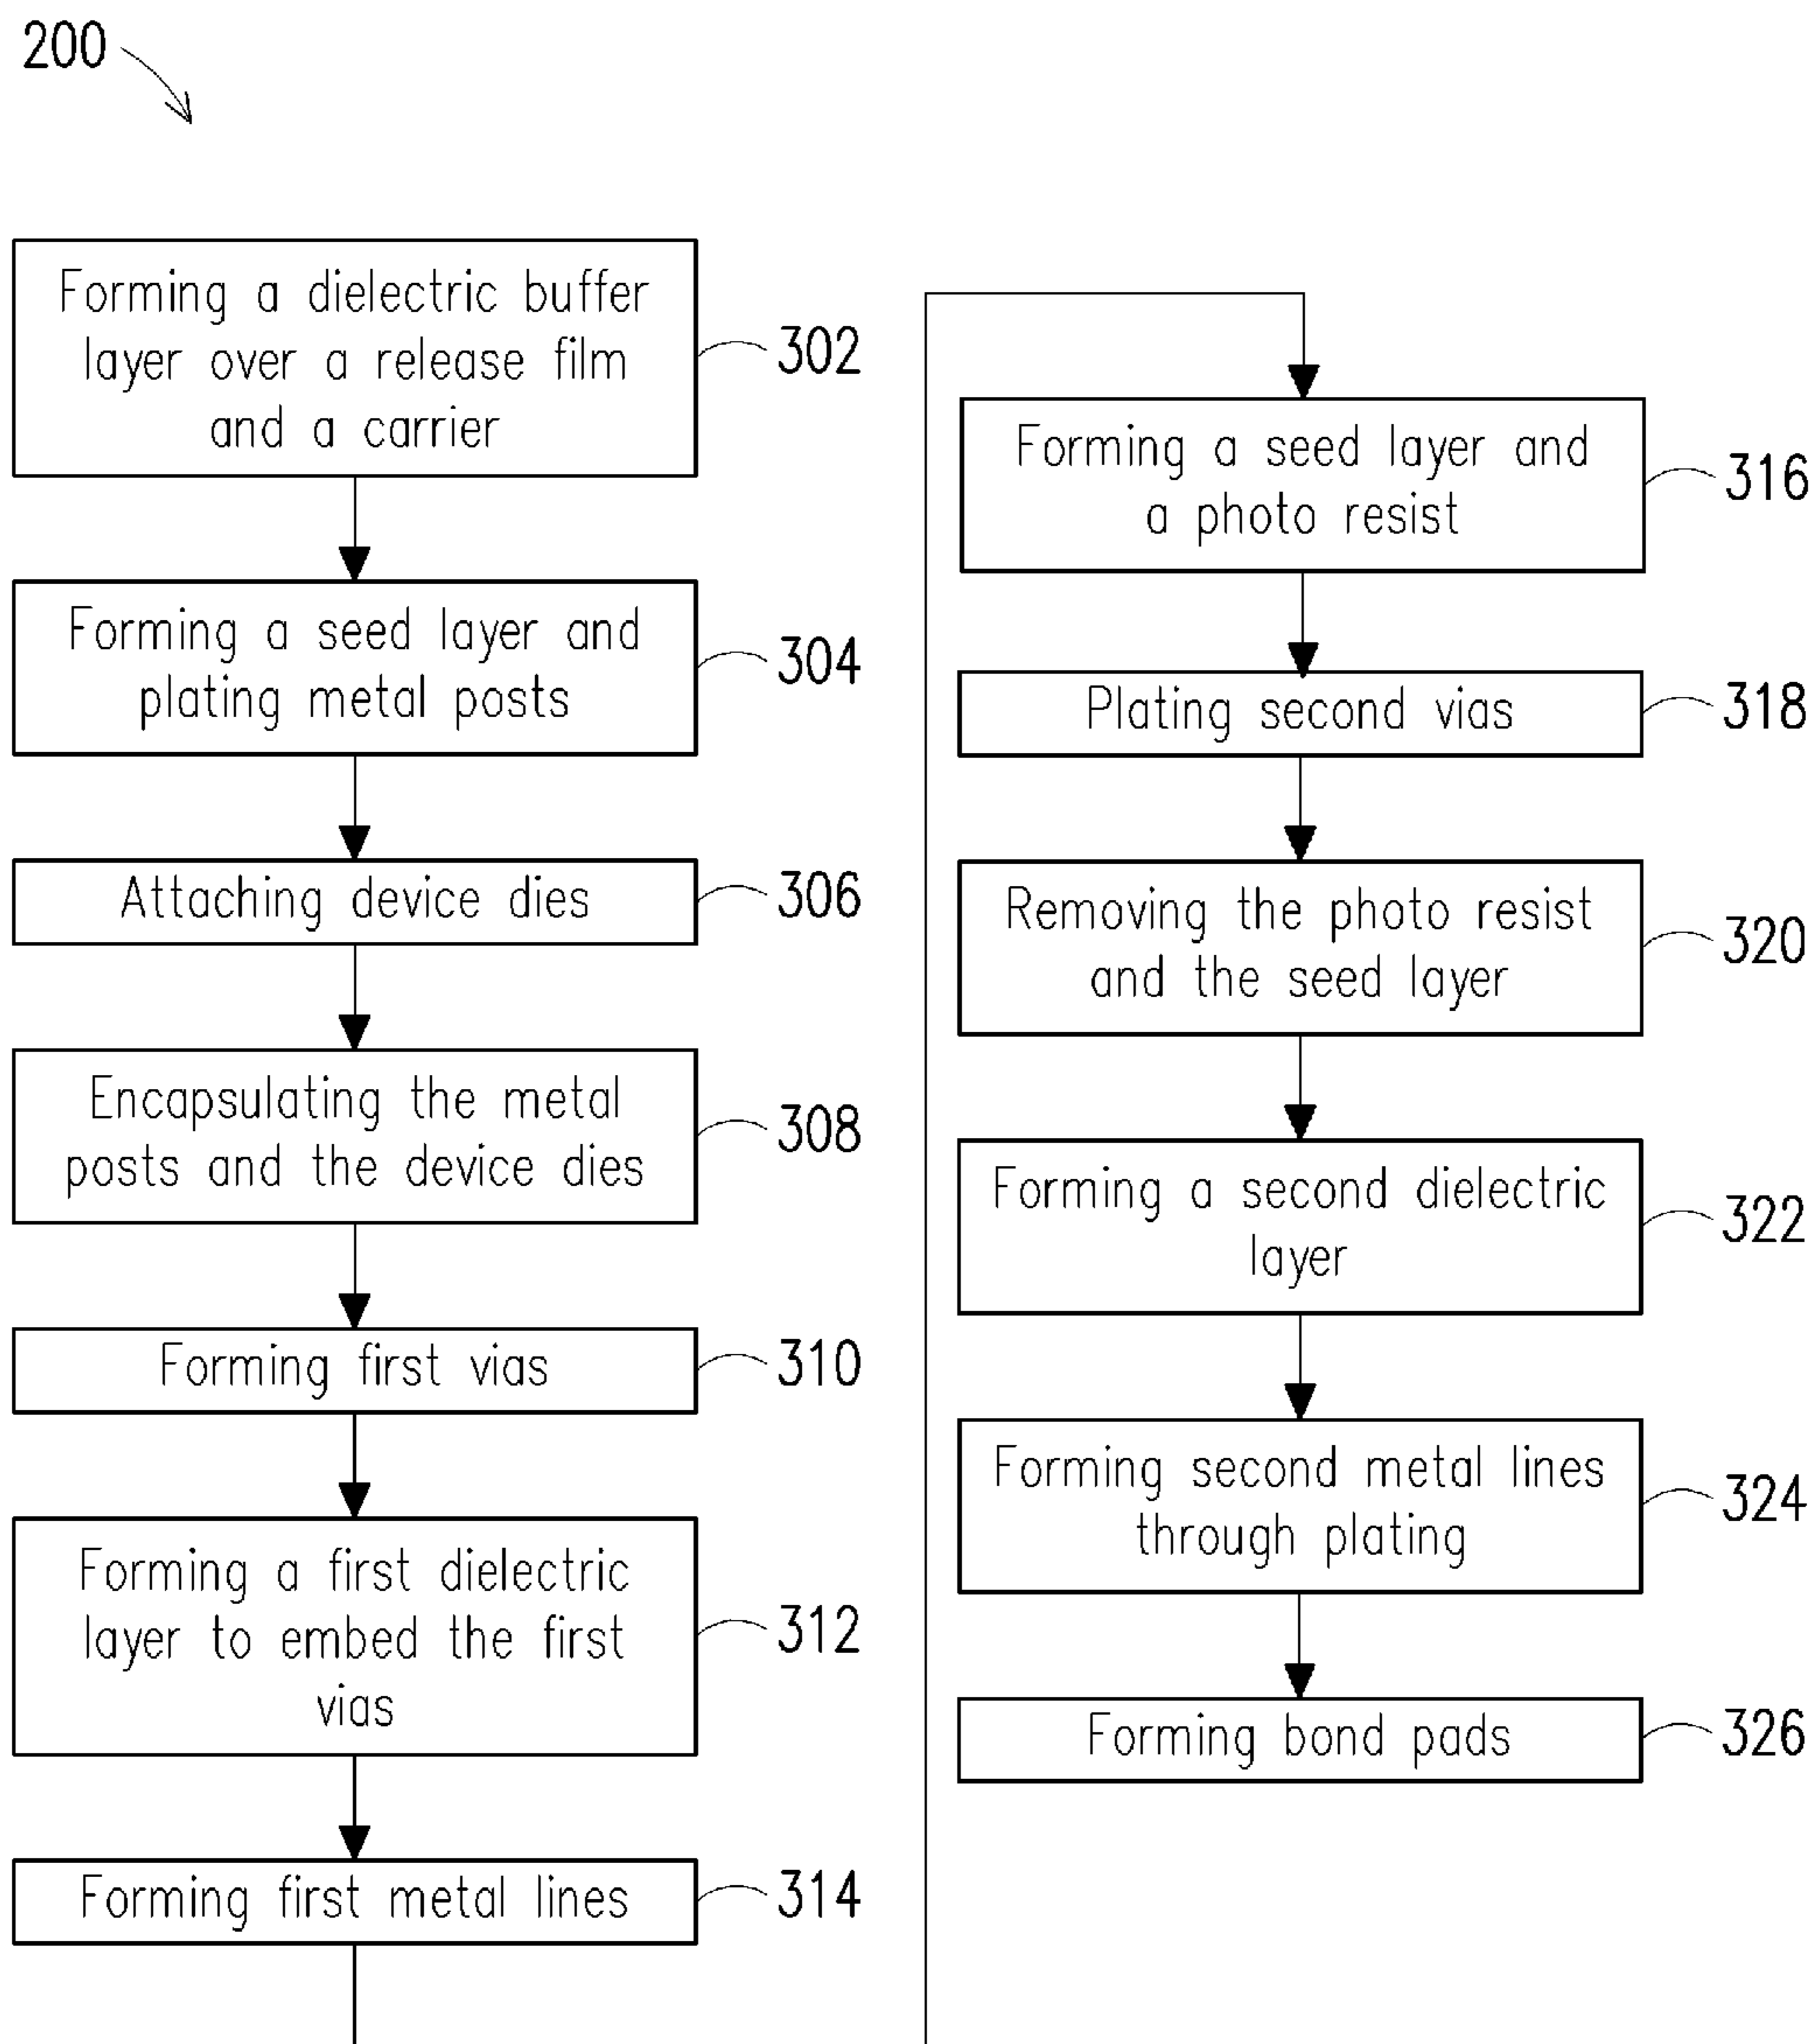 200
Forming a dielectric buffer
layer over a release film
and a carrier
302
Forming a seed layer and
plating metal posts
304
Attaching device dies
306
Encapsulating the metal
posts and the device dies
308
Forming first vias
310
Forming a first dielectric
layer to embed the first
vias
312
Forming first metal lines
314
Forming a seed layer and
a photo resist
316
Plating second vias
318
Removing the photo resist
and the seed layer
320
Forming a second dielectric
layer
322
Forming second metal lines
through plating
324
Forming bond pads
326